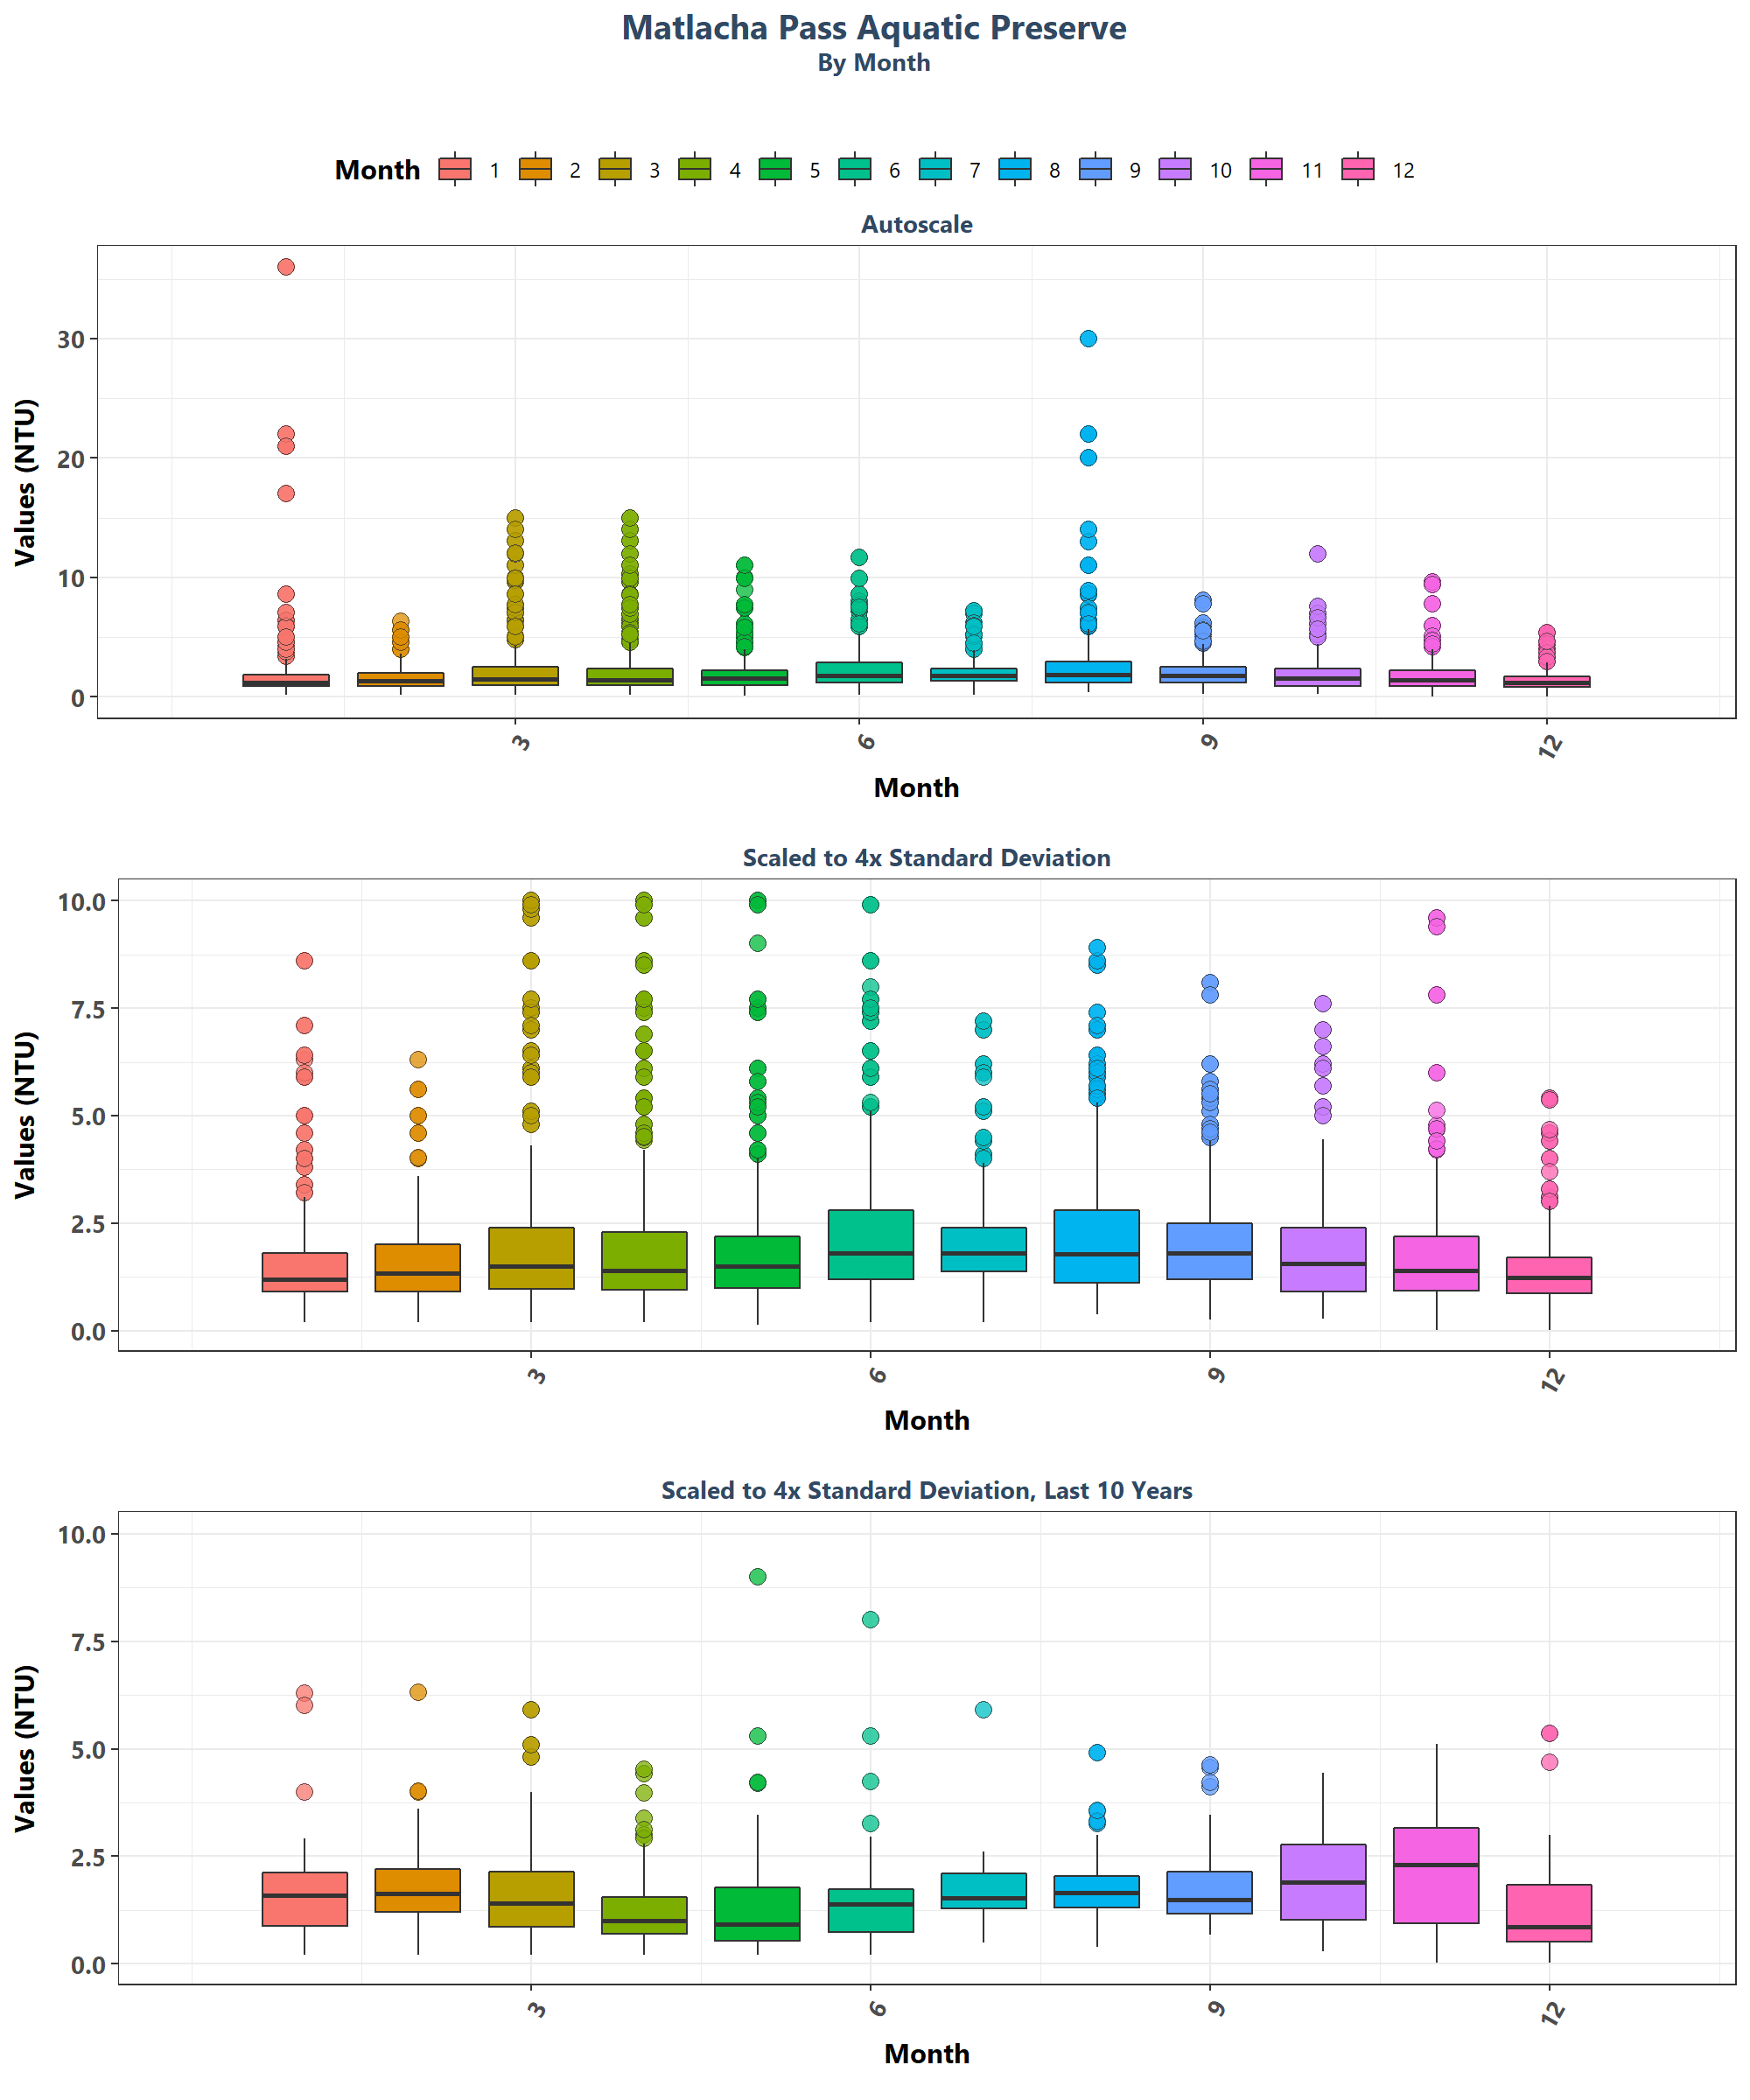 Matlacha Pass Aquatic Preserve
By Month
Month 1 2 3 4 5 6 7 8 9 10 11 12
Autoscale
Values (NTU)
30
20
10
0
3 6 9 12
Month
Scaled to 4x Standard Deviation
Values (NTU)
10.0
7.5
5.0
2.5
0.0
3 6 9 12
Month
Scaled to 4x Standard Deviation, Last 10 Years
Values (NTU)
10.0
7.5
5.0
2.5
0.0
3 6 9 12
Month